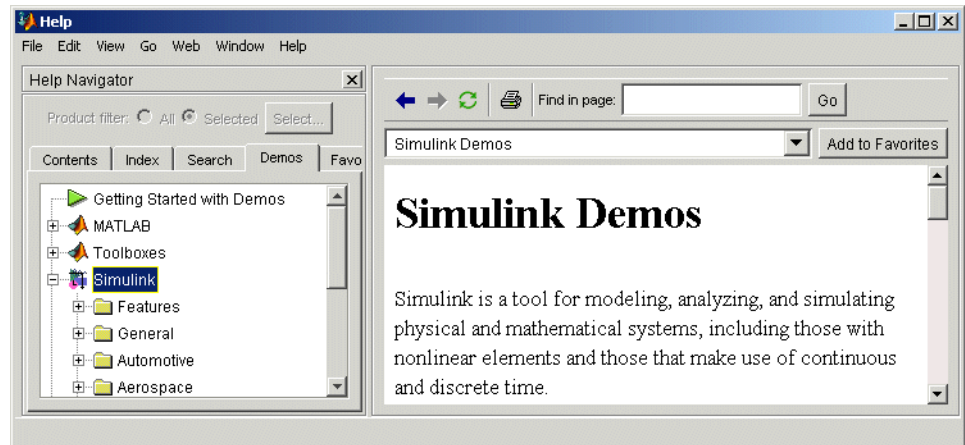 Help
File Edit View Go Web Window Help
Help Navigator
Product filter: All Selected Select...
Contents Index Search Demos Favo
Getting Started with Demos
MATLAB
Toolboxes
Simulink
Features
General
Automotive
Aerospace
Find in page: Go
Simulink Demos Add to Favorites
Simulink Demos
Simulink is a tool for modeling, analyzing, and simulating
physical and mathematical systems, including those with
nonlinear elements and those that make use of continuous
and discrete time.